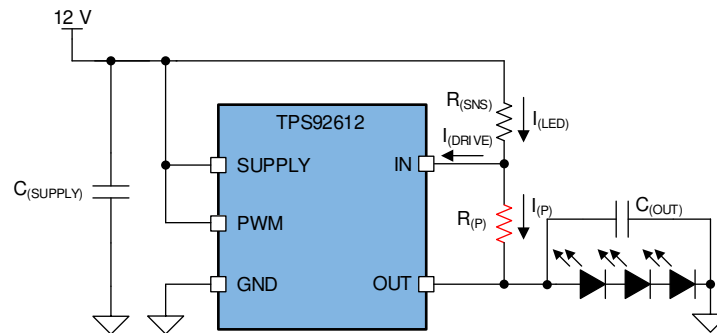 12 V
TPS92612
R(SNS)
I(LED)
I(DRIVE)
SUPPLY
IN
C(SUPPLY)
PWM
R(P)
I(P)
C(OUT)
GND
OUT